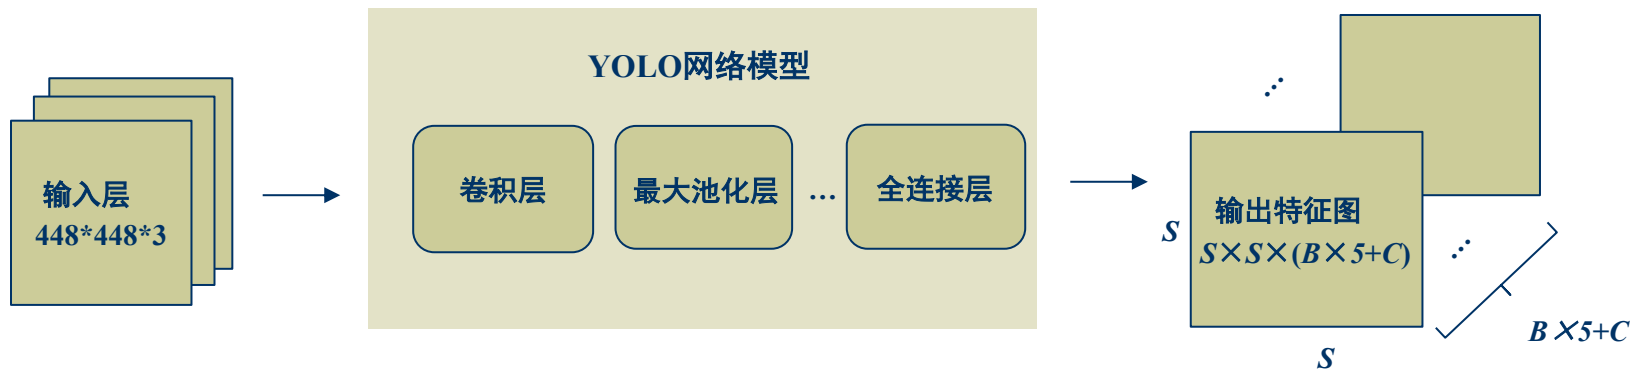 输入层
448*448*3
YOLO网络模型
卷积层
最大池化层
...
全连接层
...
输出特征图
S×S×(B×5+C)
S
S
...
B×5+C